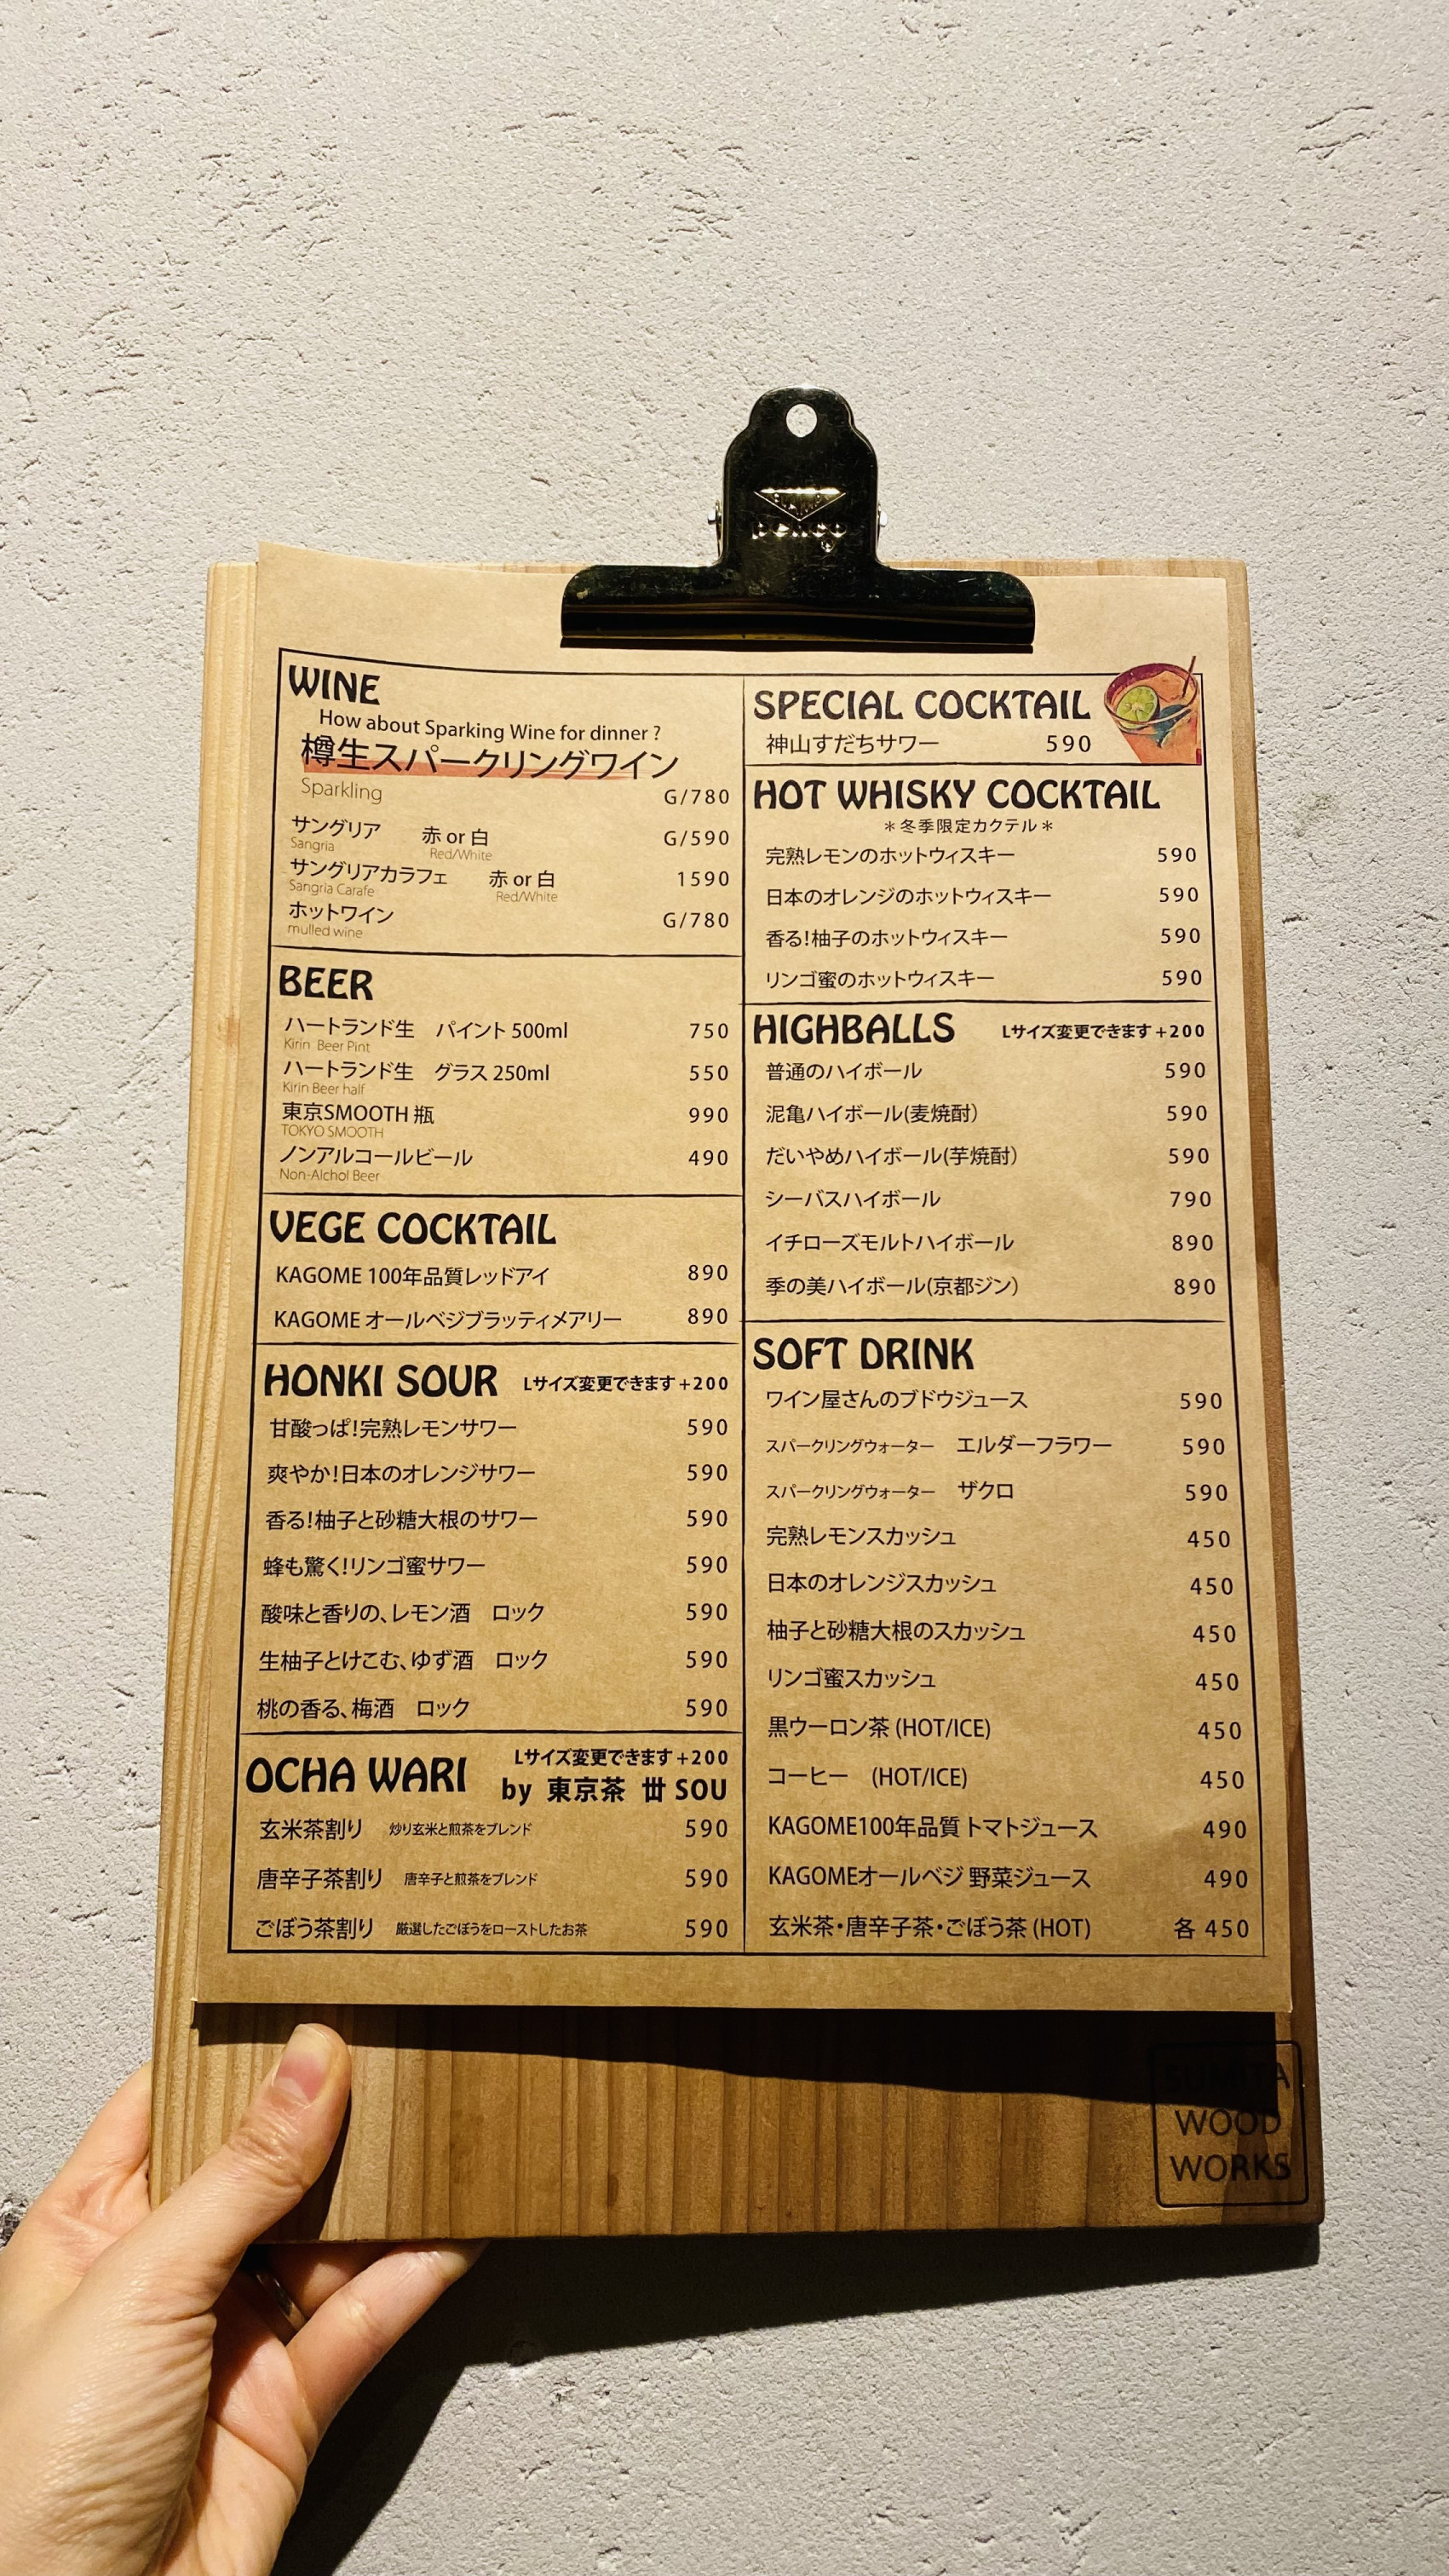 penco
WINE
How about Sparking Wine for dinner ?
樽生スパークリングワイン
Sparkling G/780
サングリア 赤 or 白 G/590
Sangria Red/White
サングリアカラフェ 赤 or 白 1590
Sangria Carafe Red/White
ホットワイン G/780
mulled wine
BEER
ハートランド生 パイント 500ml 750
Kirin Beer Pint
ハートランド生 グラス 250ml 550
Kirin Beer half
東京SMOOTH 瓶 990
TOKYO SMOOTH
ノンアルコールビール 490
Non-Alchol Beer
VEGE COCKTAIL
KAGOME 100年品質レッドアイ 890
KAGOME オールベジブラッティメアリー 890
HONKI SOUR Lサイズ変更できます+200
甘酸っぱ!完熟レモンサワー 590
爽やか!日本のオレンジサワー 590
香る!柚子と砂糖大根のサワー 590
蜂も驚く!リンゴ蜜サワー 590
酸味と香りの、レモン酒 ロック 590
生柚子とけこむ、ゆず酒 ロック 590
桃の香る、梅酒 ロック 590
OCHA WARI Lサイズ変更できます+200
by 東京茶 丗 SOU
玄米茶割り 炒り玄米と煎茶をブレンド 590
唐辛子茶割り 唐辛子と煎茶をブレンド 590
ごぼう茶割り 厳選したごぼうをローストしたお茶 590
SPECIAL COCKTAIL
神山すだちサワー 590
HOT WHISKY COCKTAIL
*冬季限定カクテル*
完熟レモンのホットウィスキー 590
日本のオレンジのホットウィスキー 590
香る!柚子のホットウィスキー 590
リンゴ蜜のホットウィスキー 590
HIGHBALLS Lサイズ変更できます+200
普通のハイボール 590
泥亀ハイボール(麦焼酎) 590
だいやめハイボール(芋焼酎) 590
シーバスハイボール 790
イチローズモルトハイボール 890
季の美ハイボール(京都ジン) 890
SOFT DRINK
ワイン屋さんのブドウジュース 590
スパークリングウォーター エルダーフラワー 590
スパークリングウォーター ザクロ 590
完熟レモンスカッシュ 450
日本のオレンジスカッシュ 450
柚子と砂糖大根のスカッシュ 450
リンゴ蜜スカッシュ 450
黒ウーロン茶 (HOT/ICE) 450
コーヒー (HOT/ICE) 450
KAGOME100年品質 トマトジュース 490
KAGOMEオールベジ 野菜ジュース 490
玄米茶・唐辛子茶・ごぼう茶 (HOT) 各 450
SUMITA
WOOD
WORKS